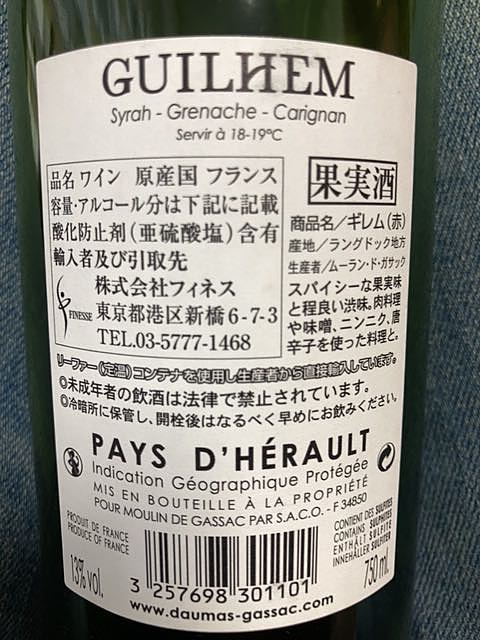 GUILHEM
Syrah - Grenache - Carignan
Servir à 18-19°C
品名 ワイン 原産国 フランス
容量・アルコール分は下記に記載
酸化防止剤(亜硫酸塩)含有
輸入者及び引取先
株式会社フィネス
FINESSE
東京都港区新橋6-7-3
TEL.03-5777-1468
果実酒
商品名/ギレム(赤)
産地/ラングドック地方
生産者/ムーラン・ド・ガサック
スパイシーな果実味
と程良い渋味。肉料理
や味噌、ニンニク、唐
辛子を使った料理と。
リーファー(定温)コンテナを使用し生産者から直接輸入しています。
◎未成年者の飲酒は法律で禁止されています。
◎冷暗所に保管し、開栓後はなるべく早めにお飲みください。
PAYS D'HÉRAULT
Indication Géographique Protégée
MIS EN BOUTEILLE À LA PROPRIÉTÉ
POUR MOULIN DE GASSAC PAR S.A.C.O. - F 34850
PRODUIT DE FRANCE
PRODUCE OF FRANCE
13% vol.
CONTIENT DES SULFITES
CONTAINS SULPHITES
ENTHÄLT SULFITE
INNEHÅLLER SULFITER
750 ml.
3 257698 301101
www.daumas-gassac.com